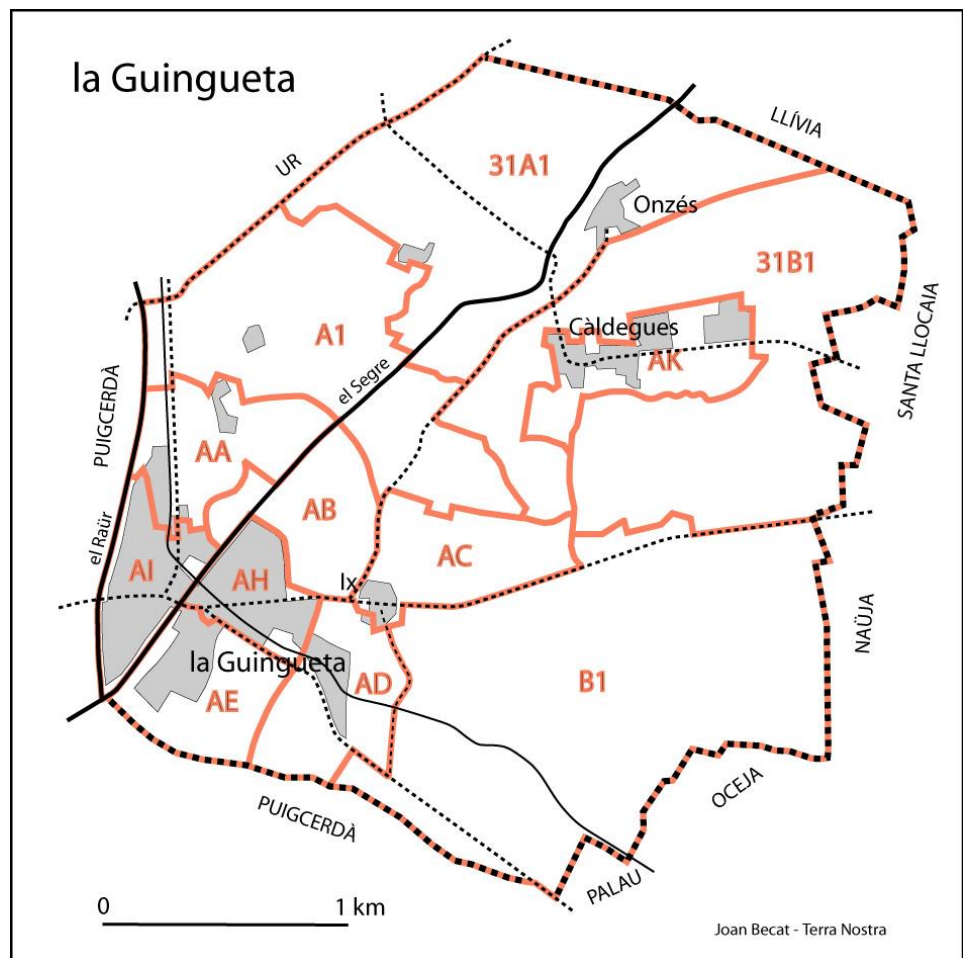 la Guingueta
LLÍVIA
UR
31A1
Onzés
31B1
A1
Càldegues
AK
SANTA LLOCAIA
el Segre
PUIGCERDÀ
AA
AB
el Raür
AC
AI
AH
Ix
NAÜJA
la Guingueta
AD
B1
AE
OCEJA
PUIGCERDÀ
PALAU
0 1 km
Joan Becat - Terra Nostra